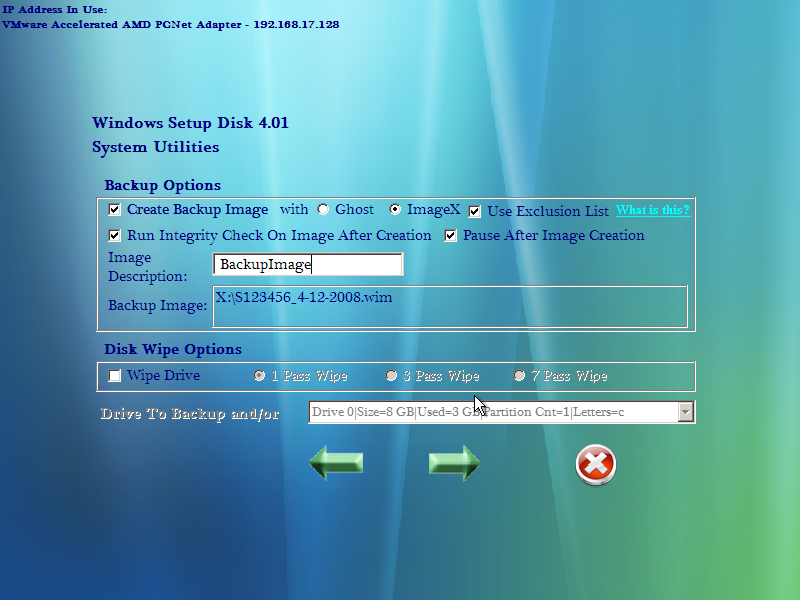 IP Address In Use:
VMware Accelerated AMD PCNet Adapter - 192.168.17.128
Windows Setup Disk 4.01
System Utilities
Backup Options
Create Backup Image with Ghost ImageX Use Exclusion List What is this?
Run Integrity Check On Image After Creation Pause After Image Creation
Image
Description: BackupImage
Backup Image: X:\S123456_4-12-2008.wim
Disk Wipe Options
Wipe Drive 1 Pass Wipe 3 Pass Wipe 7 Pass Wipe
Drive To Backup and/or Drive 0|Size=8 GB|Used=3 GB|Partition Cnt=1|Letters=c